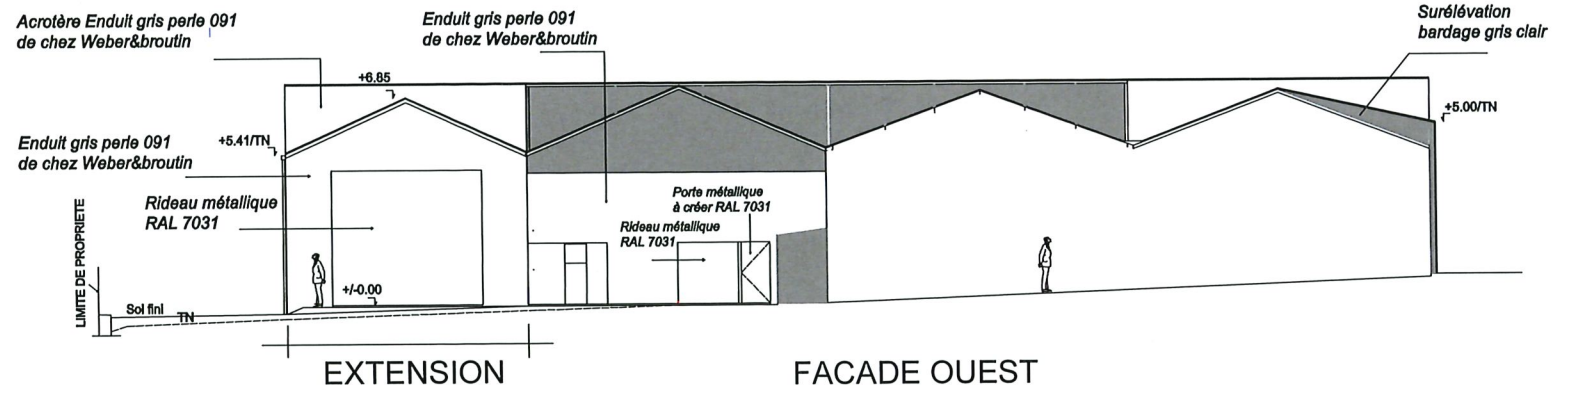 Acrotère Enduit gris perle 091
de chez Weber&broutin
Enduit gris perle 091
de chez Weber&broutin
Surélévation
bardage gris clair
+6.85
+5.00/TN
+5.41/TN
Enduit gris perle 091
de chez Weber&broutin
Rideau métallique
RAL 7031
Porte métallique
à créer RAL 7031
Rideau métallique
RAL 7031
LIMITE DE PROPRIETE
+/-0.00
Sol fini
TN
EXTENSION
FACADE OUEST